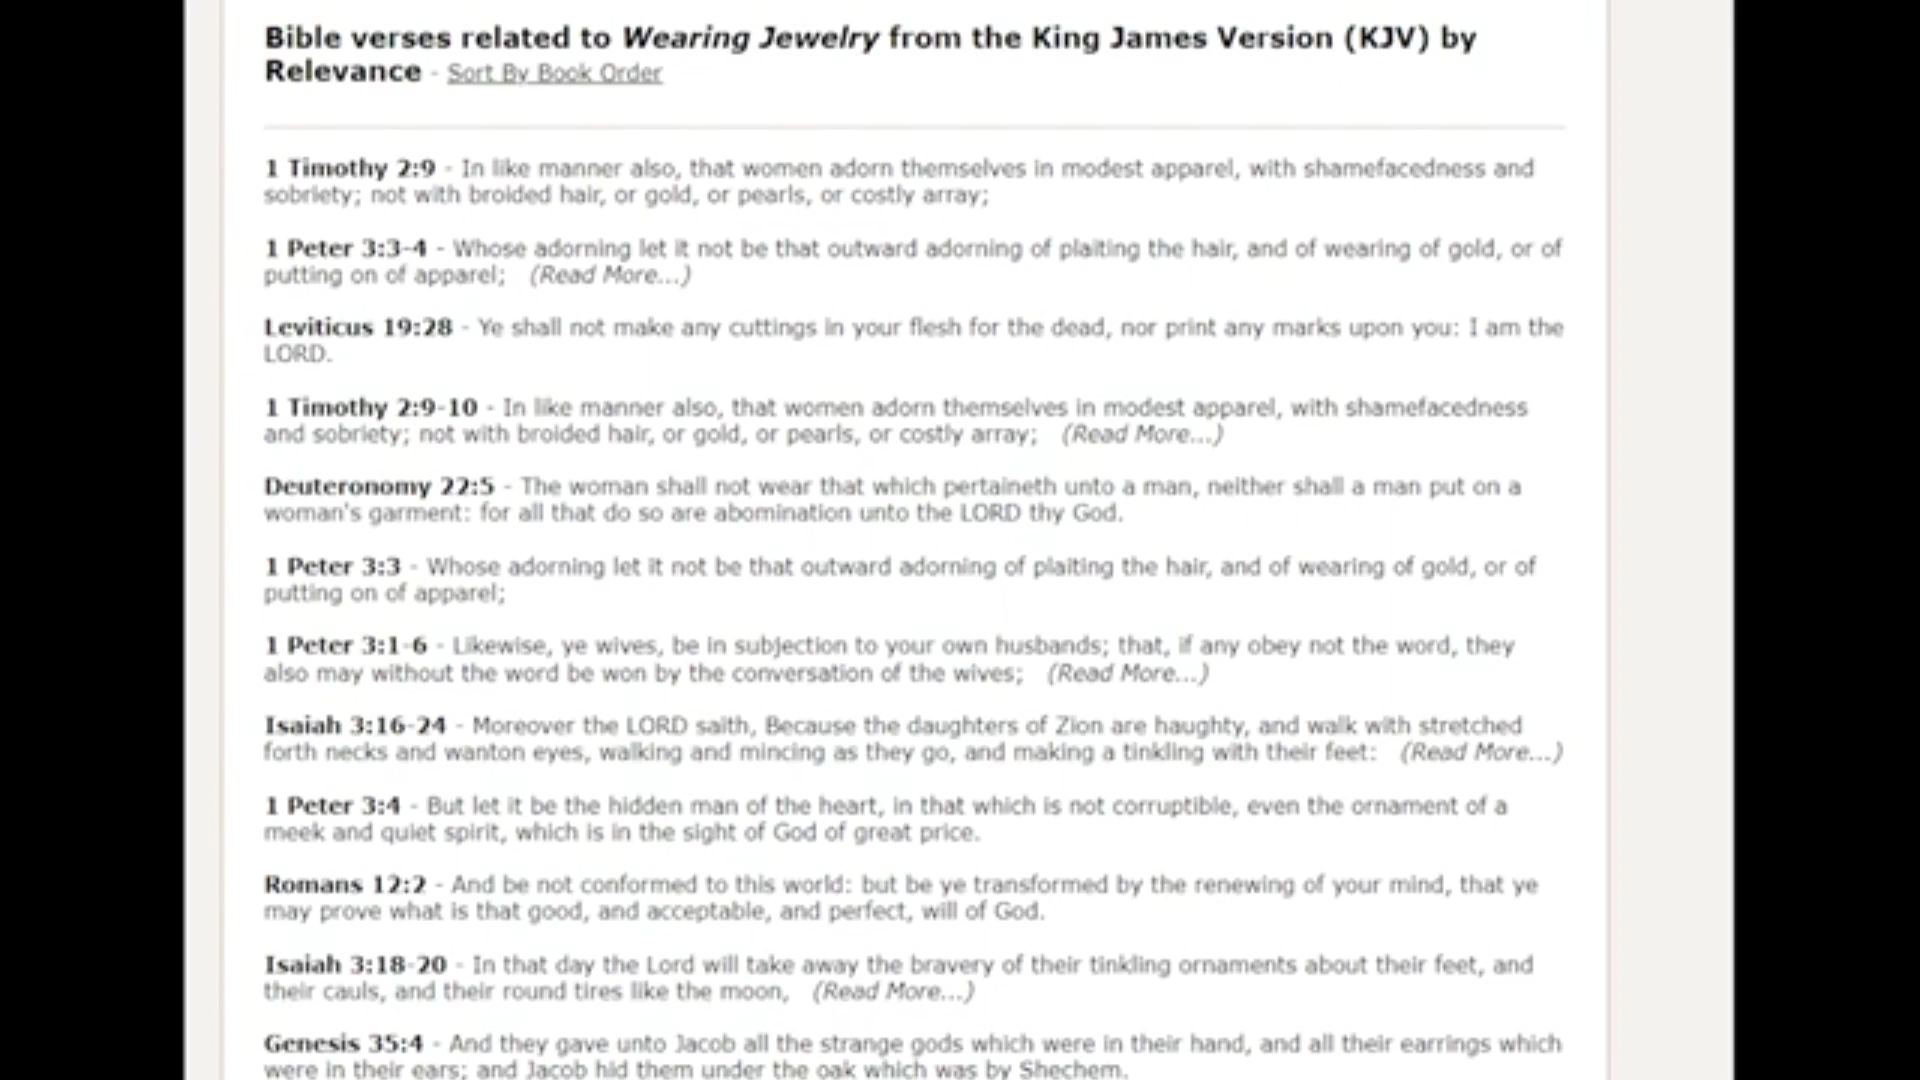 Bible verses related to Wearing Jewelry from the King James Version (KJV) by
Relevance - Sort By Book Order
1 Timothy 2:9 - In like manner also, that women adorn themselves in modest apparel, with shamefacedness and
sobriety; not with broided hair, or gold, or pearls, or costly array;
1 Peter 3:3-4 - Whose adorning let it not be that outward adorning of plaiting the hair, and of wearing of gold, or of
putting on of apparel; (Read More...)
Leviticus 19:28 - Ye shall not make any cuttings in your flesh for the dead, nor print any marks upon you: I am the
LORD.
1 Timothy 2:9-10 - In like manner also, that women adorn themselves in modest apparel, with shamefacedness
and sobriety; not with broided hair, or gold, or pearls, or costly array; (Read More...)
Deuteronomy 22:5 - The woman shall not wear that which pertaineth unto a man, neither shall a man put on a
woman's garment: for all that do so are abomination unto the LORD thy God.
1 Peter 3:3 - Whose adorning let it not be that outward adorning of plaiting the hair, and of wearing of gold, or of
putting on of apparel;
1 Peter 3:1-6 - Likewise, ye wives, be in subjection to your own husbands; that, if any obey not the word, they
also may without the word be won by the conversation of the wives; (Read More...)
Isaiah 3:16-24 - Moreover the LORD saith, Because the daughters of Zion are haughty, and walk with stretched
forth necks and wanton eyes, walking and mincing as they go, and making a tinkling with their feet: (Read More...)
1 Peter 3:4 - But let it be the hidden man of the heart, in that which is not corruptible, even the ornament of a
meek and quiet spirit, which is in the sight of God of great price.
Romans 12:2 - And be not conformed to this world: but be ye transformed by the renewing of your mind, that ye
may prove what is that good, and acceptable, and perfect, will of God.
Isaiah 3:18-20 - In that day the Lord will take away the bravery of their tinkling ornaments about their feet, and
their cauls, and their round tires like the moon, (Read More...)
Genesis 35:4 - And they gave unto Jacob all the strange gods which were in their hand, and all their earrings which
were in their ears; and Jacob hid them under the oak which was by Shechem.